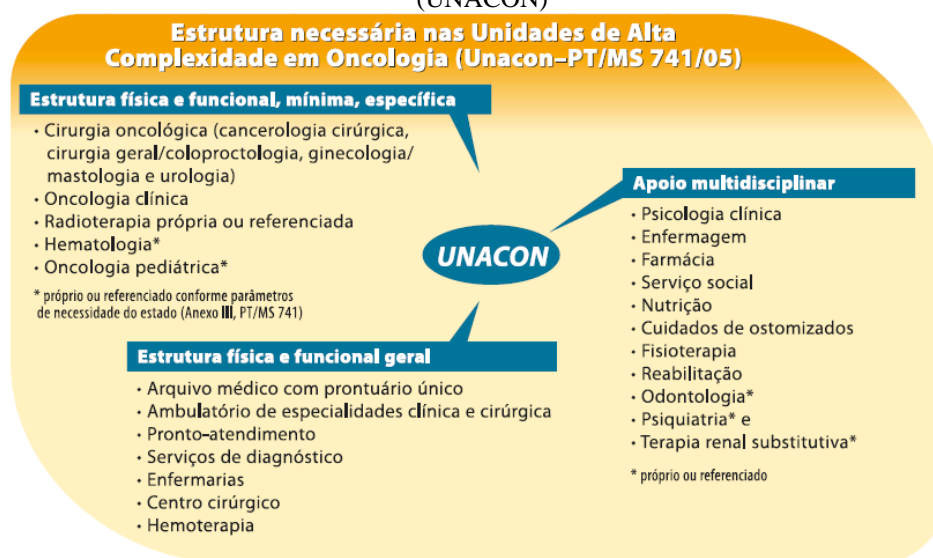 (UNACON)
Estrutura necessária nas Unidades de Alta
Complexidade em Oncologia (Unacon–PT/MS 741/05)
Estrutura física e funcional, mínima, específica
• Cirurgia oncológica (cancerologia cirúrgica,
cirurgia geral/coloproctologia, ginecologia/
mastologia e urologia)
• Oncologia clínica
• Radioterapia própria ou referenciada
• Hematologia*
• Oncologia pediátrica*
* próprio ou referenciado conforme parâmetros
de necessidade do estado (Anexo III, PT/MS 741)
UNACON
Apoio multidisciplinar
• Psicologia clínica
• Enfermagem
• Farmácia
• Serviço social
• Nutrição
• Cuidados de ostomizados
• Fisioterapia
• Reabilitação
• Odontologia*
• Psiquiatria* e
• Terapia renal substitutiva*
* próprio ou referenciado
Estrutura física e funcional geral
• Arquivo médico com prontuário único
• Ambulatório de especialidades clínica e cirúrgica
• Pronto–atendimento
• Serviços de diagnóstico
• Enfermarias
• Centro cirúrgico
• Hemoterapia